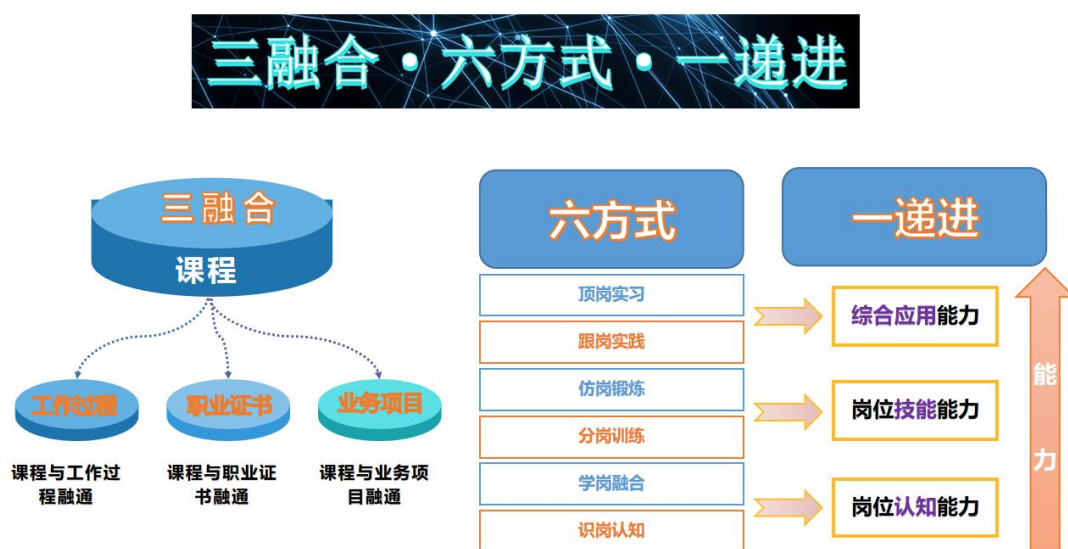 三融合·六方式·一递进
三融合
课程
工作过程
职业证书
业务项目
课程与工作过
程融通
课程与职业证
书融通
课程与业务项
目融通
六方式
顶岗实习
跟岗实践
仿岗锻炼
分岗训练
学岗融合
识岗认知
一递进
综合应用能力
岗位技能能力
岗位认知能力
能
力